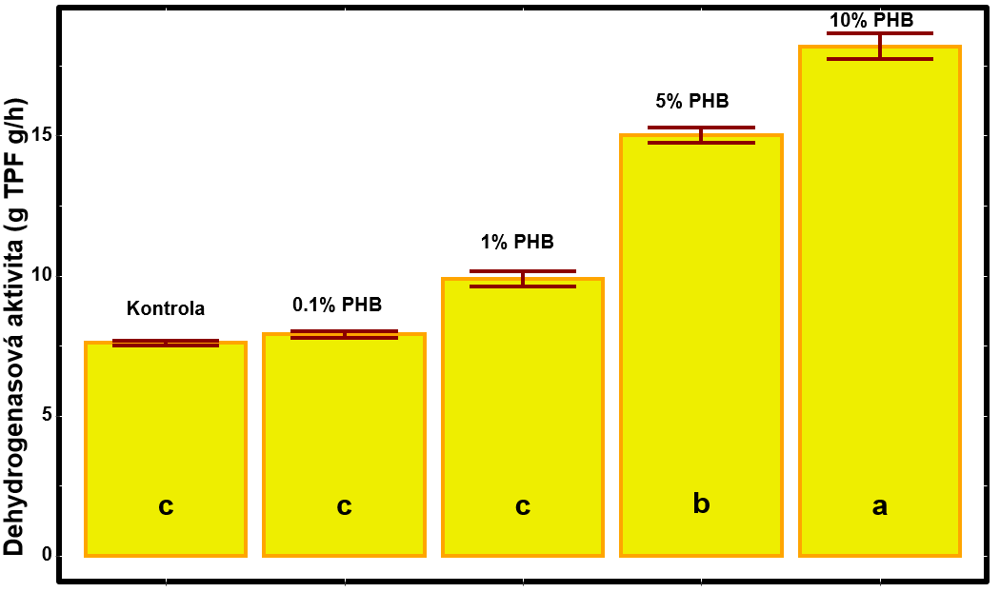 Dehydrogenasová aktivita (g TPF g/h)
15
10
5
0
Kontrola
0.1% PHB
1% PHB
5% PHB
10% PHB
c
c
c
b
a